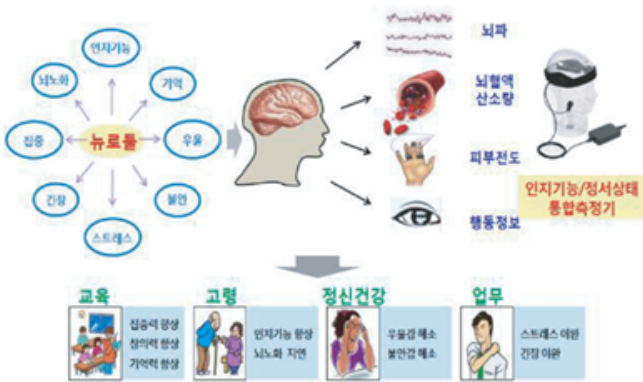 인지기능
뇌노화
기억
집중
뉴로툴
우울
긴장
불안
스트레스
뇌파
뇌혈액
산소량
피부전도
행동정보
인지기능/정서상태
통합측정기
교육
집중력 향상
창의력 향상
기억력 향상
고령
인지기능 향상
뇌노화 지연
정신건강
우울감 해소
불안감 해소
업무
스트레스 이완
긴장 이완